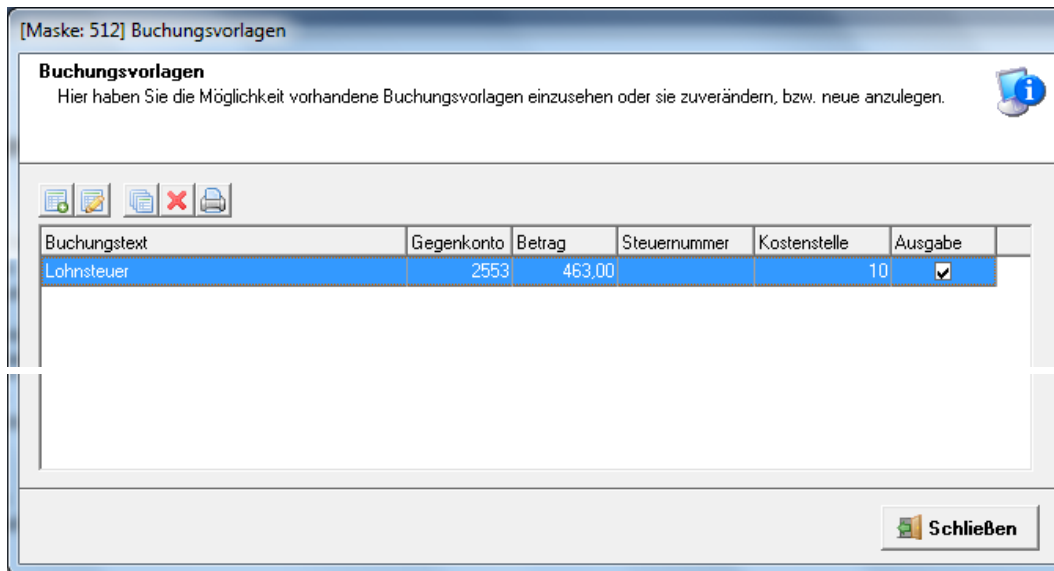 [Maske: 512] Buchungsvorlagen
Buchungsvorlagen
Hier haben Sie die Möglichkeit vorhandene Buchungsvorlagen einzusehen oder sie zuverändern, bzw. neue anzulegen.
Buchungstext Gegenkonto Betrag Steuernummer Kostenstelle Ausgabe
Lohnsteuer 2553 463,00 10
Schließen